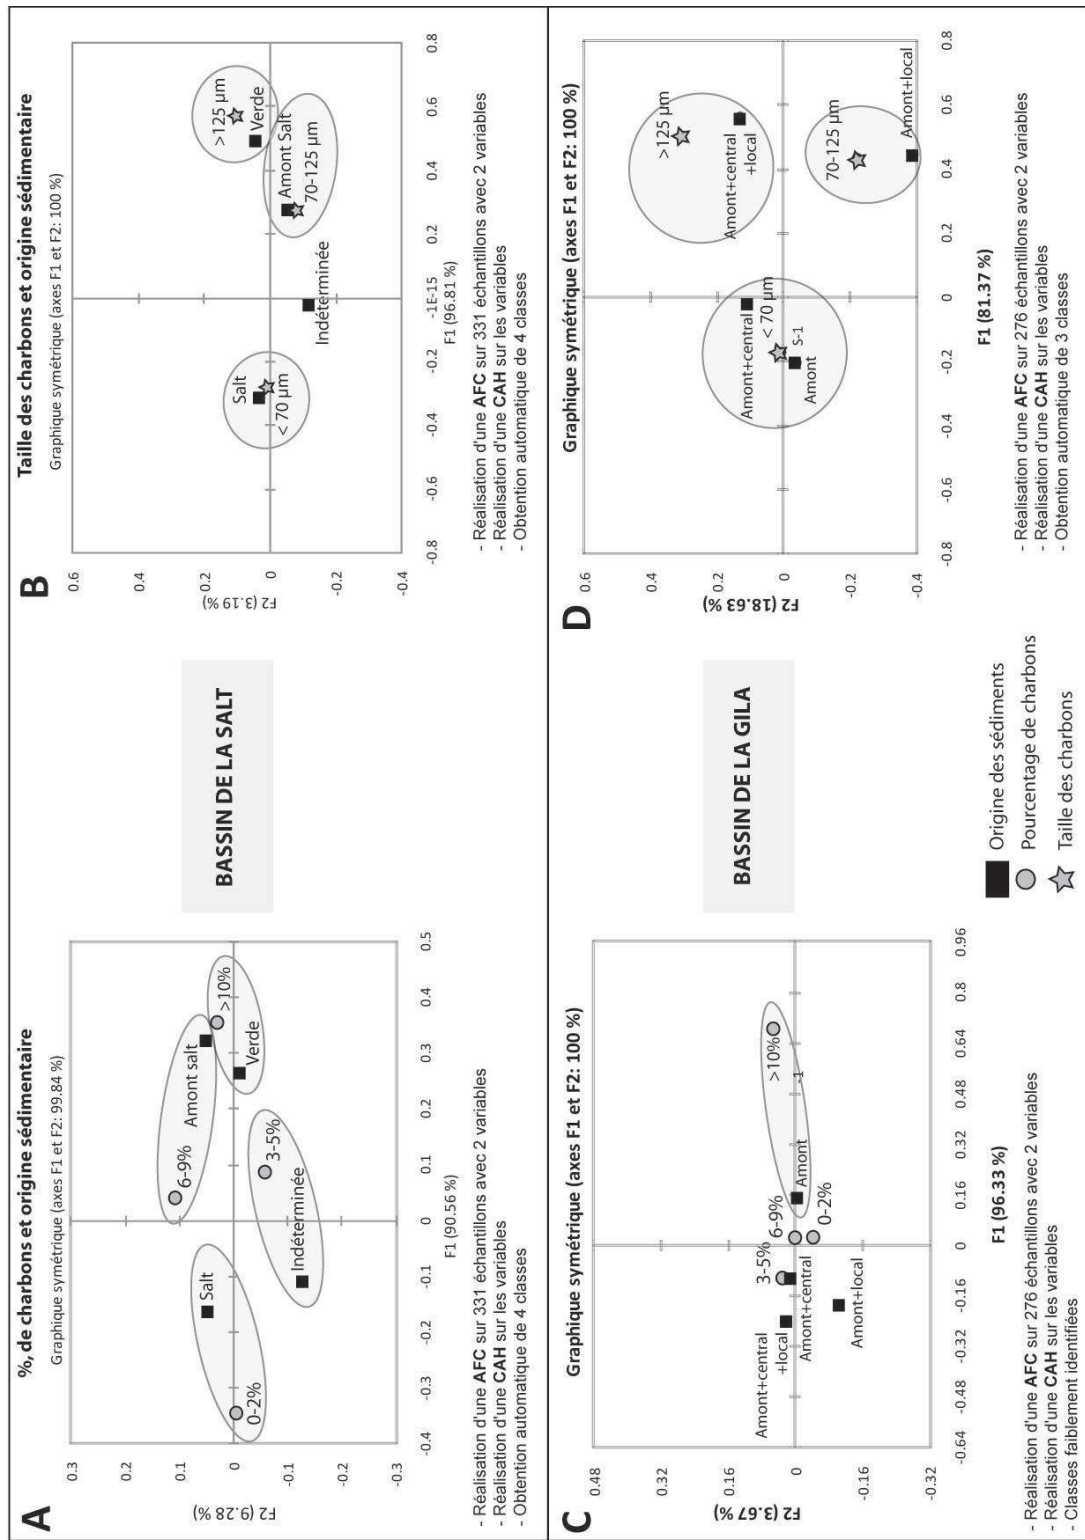 A
%, de charbons et origine sédimentaire
Graphique symétrique (axes F1 et F2: 99.84 %)
0.3
0.2
0.1
0
-0.1
-0.2
-0.3
F2 (9.28 %)
-0.4
-0.3
-0.2
-0.1
0
0.1
0.2
0.3
0.4
0.5
F1 (90.56 %)
0-2%
Salt
Indéterminée
3-5%
6-9%
Amont salt
Verde
>10%
- Réalisation d'une AFC sur 331 échantillons avec 2 variables
- Réalisation d'une CAH sur les variables
- Obtention automatique de 4 classes
BASSIN DE LA SALT
B
Taille des charbons et origine sédimentaire
Graphique symétrique (axes F1 et F2: 100 %)
0.6
0.4
0.2
0
-0.2
-0.4
F2 (3.19 %)
-0.8
-0.6
-0.4
-0.2
-1E-15
0.2
0.4
0.6
0.8
F1 (96.81 %)
Salt
< 70 µm
Indéterminée
Amont Salt
70-125 µm
>125 µm
Verde
- Réalisation d'une AFC sur 331 échantillons avec 2 variables
- Réalisation d'une CAH sur les variables
- Obtention automatique de 4 classes
C
Graphique symétrique (axes F1 et F2: 100 %)
0.48
0.32
0.16
0
-0.16
-0.32
F2 (3.67 %)
-0.64
-0.48
-0.32
-0.16
0
0.16
0.32
0.48
0.64
0.8
0.96
F1 (96.33 %)
Amont+central
+local
3-5%
Amont+central
Amont+local
6-9%
0-2%
Amont
>10%
-1
- Réalisation d'une AFC sur 276 échantillons avec 2 variables
- Réalisation d'une CAH sur les variables
- Classes faiblement identifiées
BASSIN DE LA GILA
Origine des sédiments
Pourcentage de charbons
Taille des charbons
D
Graphique symétrique (axes F1 et F2: 100 %)
0.6
0.4
0.2
0
-0.2
-0.4
F2 (18.63 %)
-0.8
-0.6
-0.4
-0.2
0
0.2
0.4
0.6
0.8
F1 (81.37 %)
Amont+central
< 70 µm
S-1
Amont
>125 µm
Amont+central
+local
70-125 µm
Amont+local
- Réalisation d'une AFC sur 276 échantillons avec 2 variables
- Réalisation d'une CAH sur les variables
- Obtention automatique de 3 classes